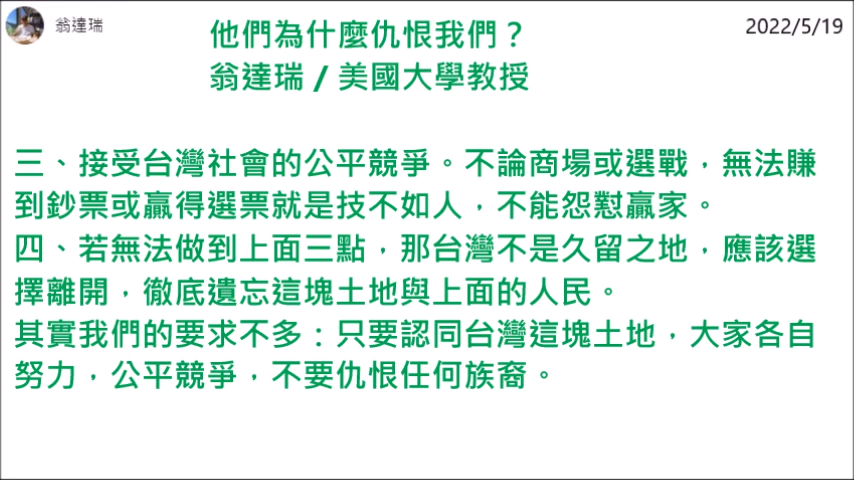 翁達瑞
他們為什麼仇恨我們？
2022/5/19
翁達瑞 / 美國大學教授
三、接受台灣社會的公平競爭。不論商場或選戰，無法賺
到鈔票或贏得選票就是技不如人，不能怨懟贏家。
四、若無法做到上面三點，那台灣不是久留之地，應該選
擇離開，徹底遺忘這塊土地與上面的人民。
其實我們的要求不多：只要認同台灣這塊土地，大家各自
努力，公平競爭，不要仇恨任何族裔。